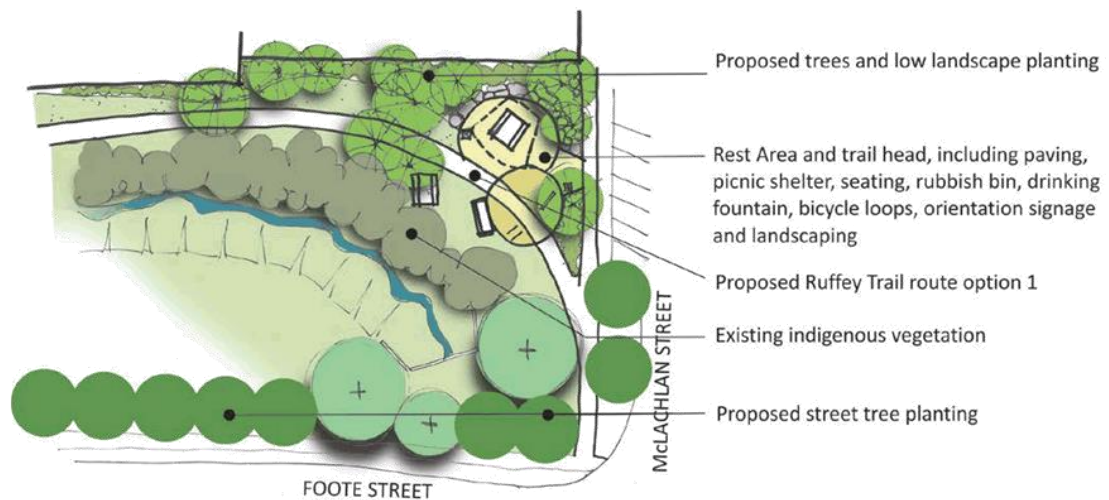 Proposed trees and low landscape planting
Rest Area and trail head, including paving,
picnic shelter, seating, rubbish bin, drinking
fountain, bicycle loops, orientation signage
and landscaping
Proposed Ruffey Trail route option 1
Existing indigenous vegetation
Proposed street tree planting
McLACHLAN STREET
FOOTE STREET